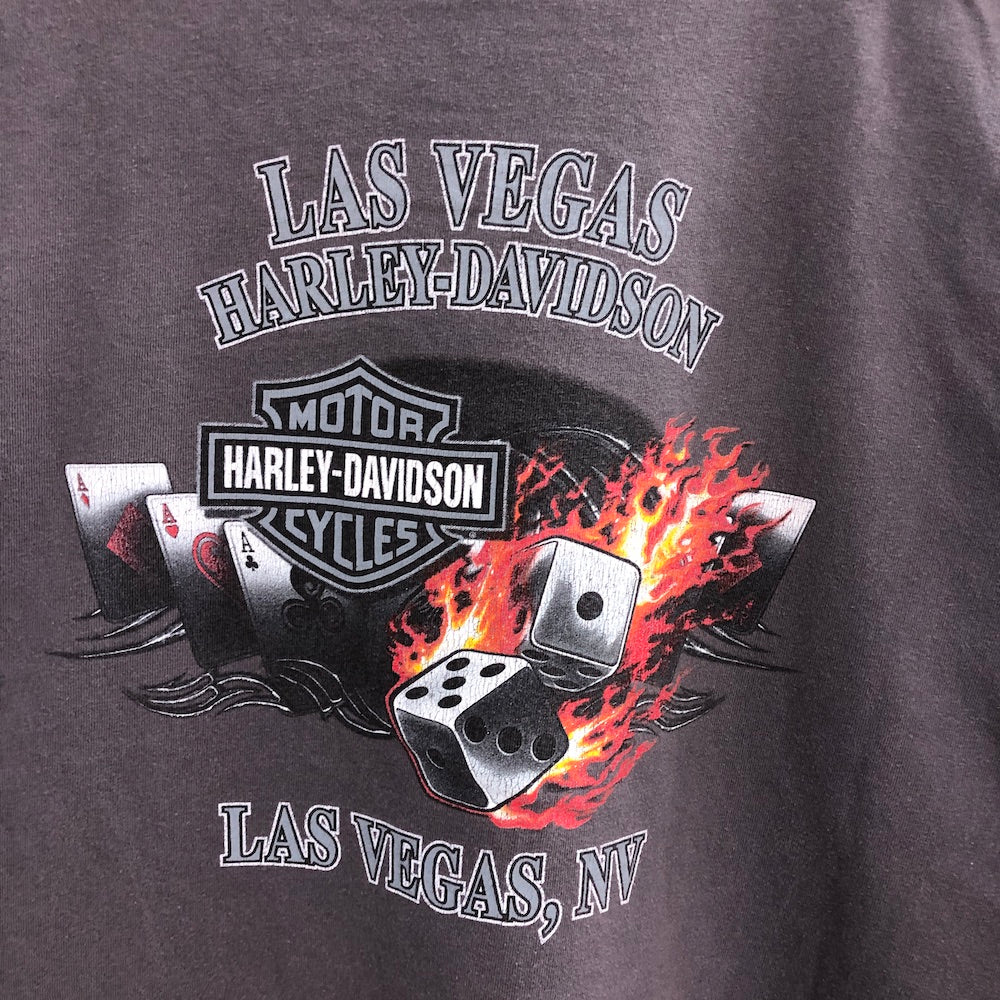 LAS VEGAS
HARLEY-DAVIDSON
MOTOR
HARLEY-DAVIDSON
®
CYCLES
A
A
A
LAS VEGAS, NV